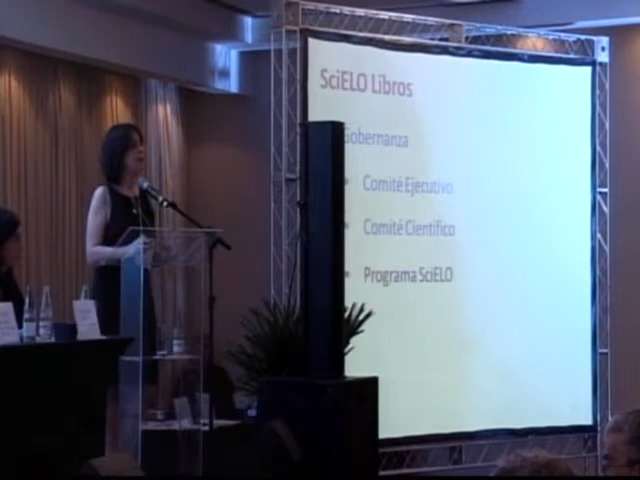 SciELO Libros
Gobernanza
• Comité Ejecutivo
• Comité Científico
• Programa SciELO